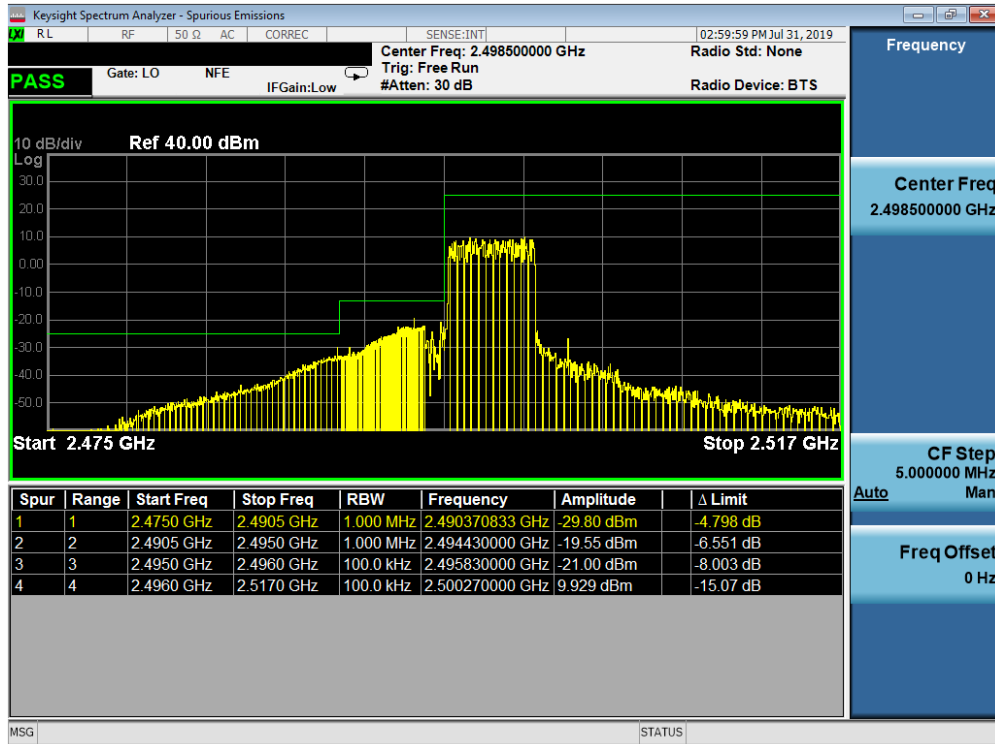 Keysight Spectrum Analyzer - Spurious Emissions
LXI RL RF 50 Ω AC CORREC SENSE:INT 02:59:59 PM Jul 31, 2019
Center Freq: 2.498500000 GHz Radio Std: None
PASS Gate: LO NFE Trig: Free Run
IFGain:Low #Atten: 30 dB Radio Device: BTS
Frequency
10 dB/div Ref 40.00 dBm
Log
30.0
20.0
10.0
0.00
-10.0
-20.0
-30.0
-40.0
-50.0
Start 2.475 GHz Stop 2.517 GHz
Center Freq
2.498500000 GHz
CF Step
5.000000 MHz
Auto Man
Freq Offset
0 Hz
Spur Range Start Freq Stop Freq RBW Frequency Amplitude Δ Limit
1 1 2.4750 GHz 2.4905 GHz 1.000 MHz 2.490370833 GHz -29.80 dBm -4.798 dB
2 2 2.4905 GHz 2.4950 GHz 1.000 MHz 2.494430000 GHz -19.55 dBm -6.551 dB
3 3 2.4950 GHz 2.4960 GHz 100.0 kHz 2.495830000 GHz -21.00 dBm -8.003 dB
4 4 2.4960 GHz 2.5170 GHz 100.0 kHz 2.500270000 GHz 9.929 dBm -15.07 dB
MSG STATUS